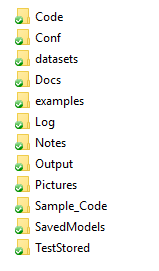 Code
Conf
datasets
Docs
examples
Log
Notes
Output
Pictures
Sample_Code
SavedModels
TestStored